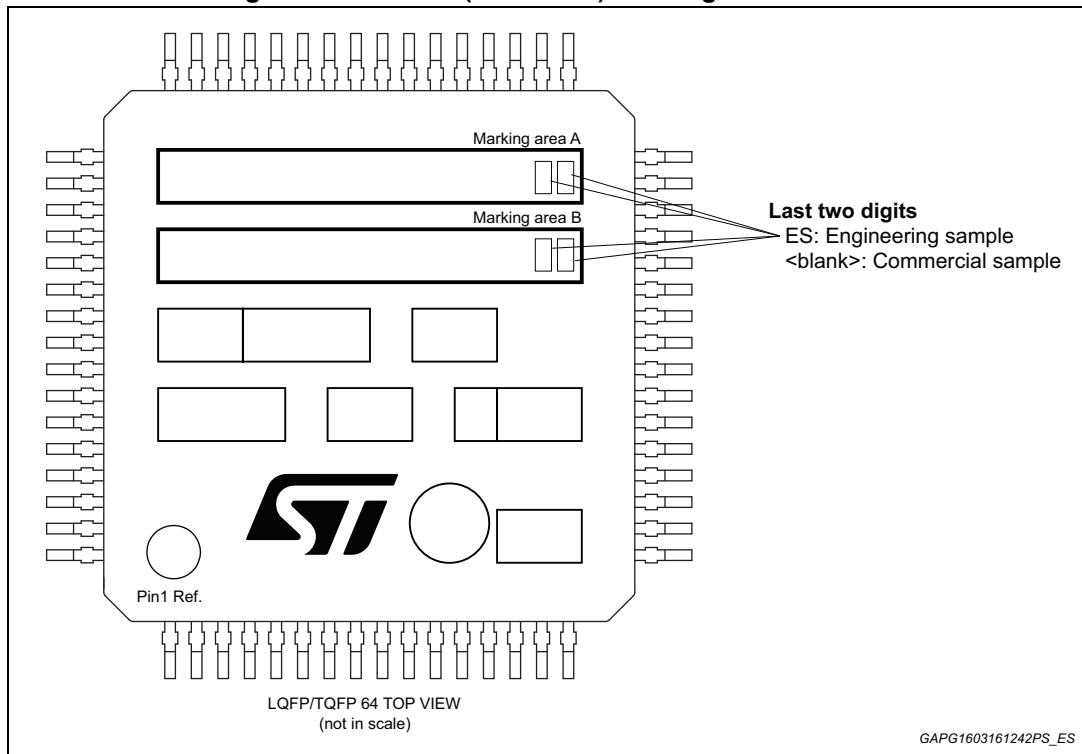 Marking area A
Marking area B
Last two digits
ES: Engineering sample
<blank>: Commercial sample
ST
Pin1 Ref.
LQFP/TQFP 64 TOP VIEW
(not in scale)
GAPG1603161242PS_ES